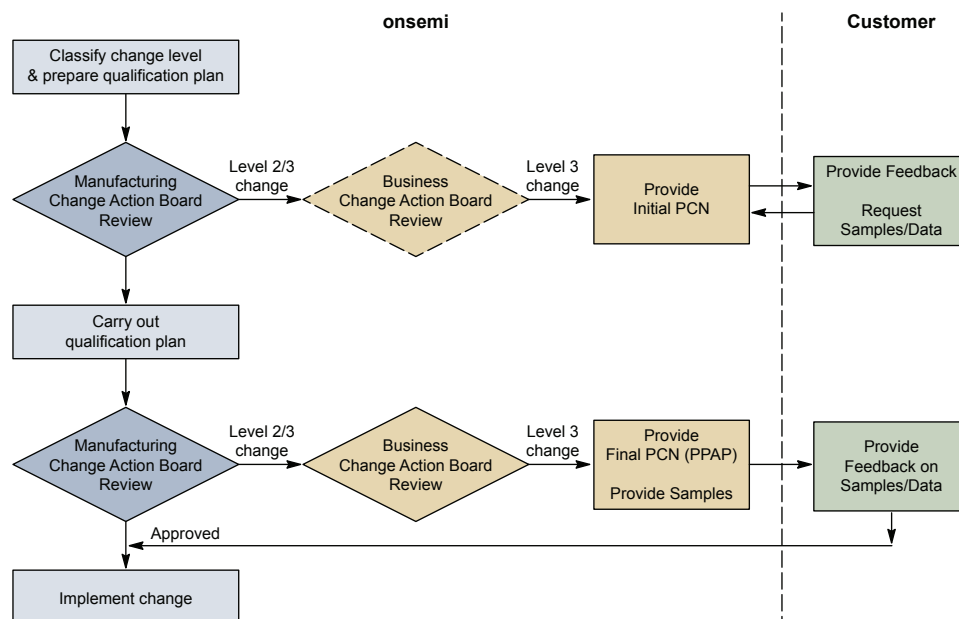 onsemi
Customer
Classify change level
& prepare qualification plan
Manufacturing
Change Action Board
Review
Level 2/3
change
Business
Change Action Board
Review
Level 3
change
Provide
Initial PCN
Provide Feedback
Request
Samples/Data
Carry out
qualification plan
Manufacturing
Change Action Board
Review
Level 2/3
change
Business
Change Action Board
Review
Level 3
change
Provide
Final PCN (PPAP)
Provide Samples
Provide
Feedback on
Samples/Data
Approved
Implement change